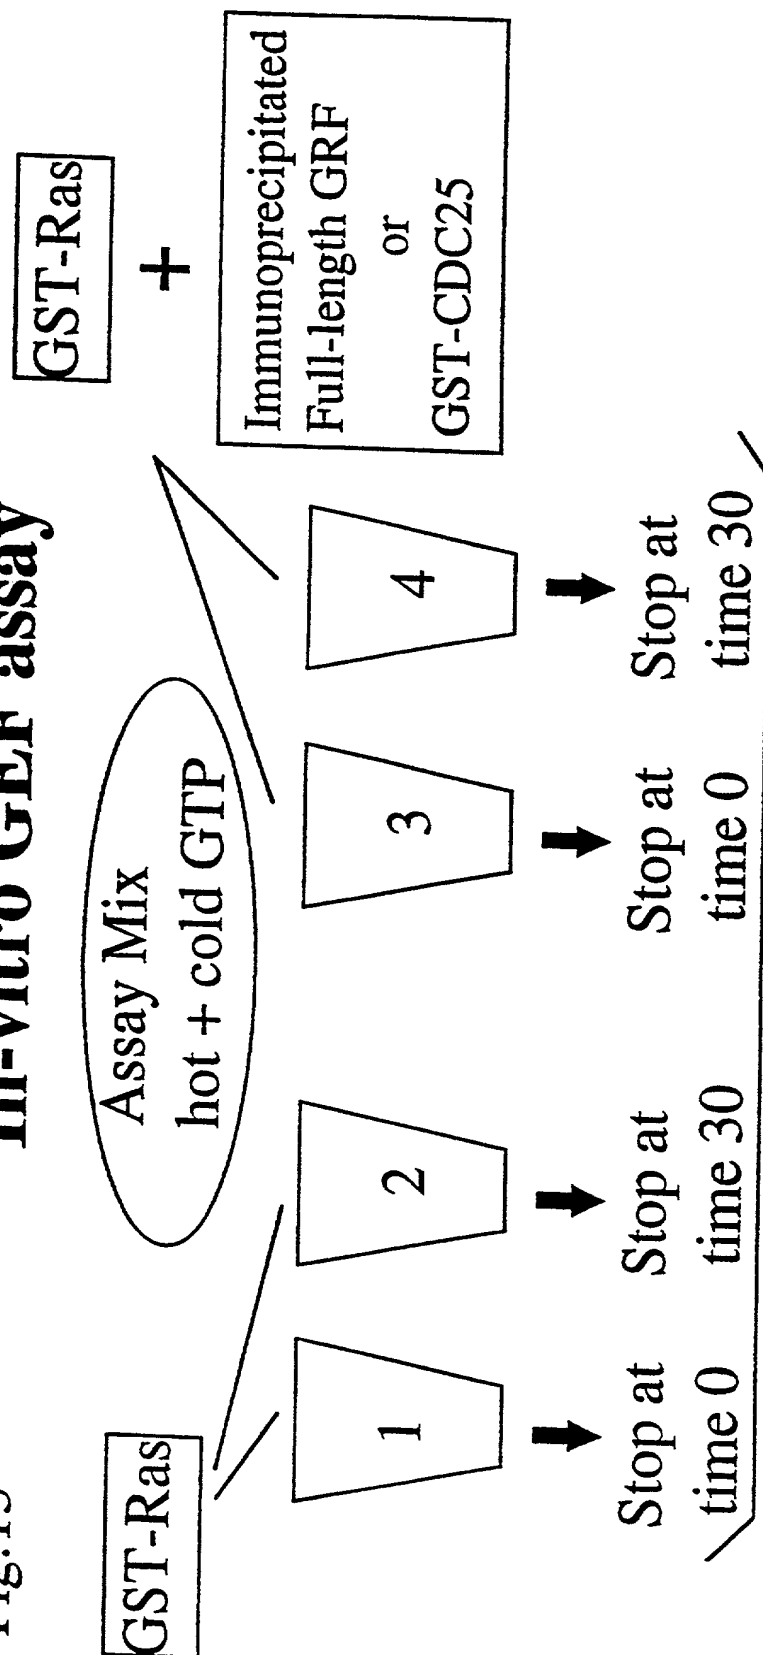 Fig.15
In-vitro GEF assay
GST-Ras
Assay Mix
hot + cold GTP
GST-Ras
+
Immunoprecipitated
Full-length GRF
or
GST-CDC25
1
2
3
4
Stop at
time 0
Stop at
time 30
Stop at
time 0
Stop at
time 30